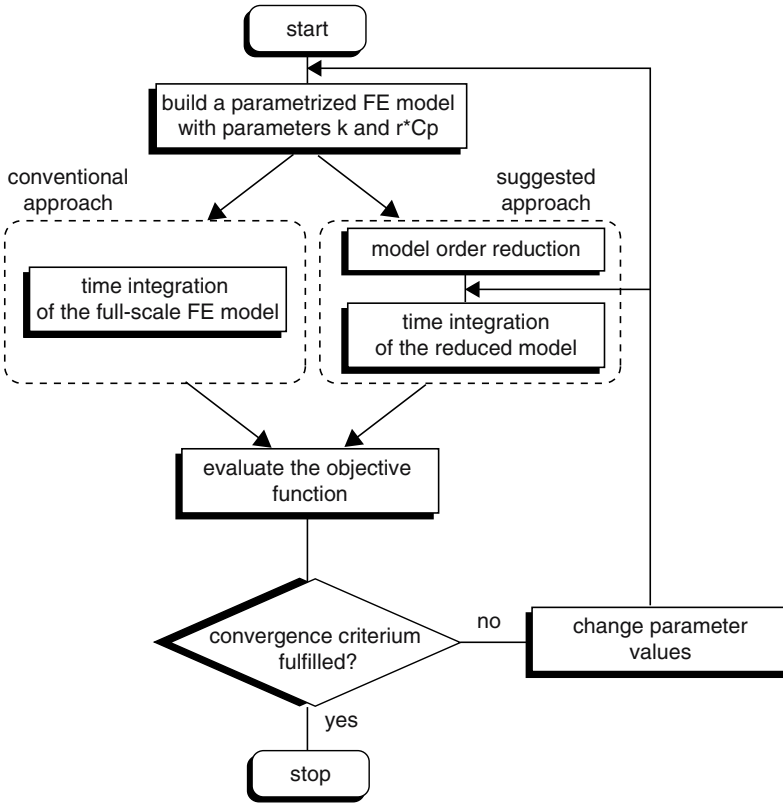 start
build a parametrized FE model
with parameters k and r*Cp
conventional
approach
suggested
approach
time integration
of the full-scale FE model
model order reduction
time integration
of the reduced model
evaluate the objective
function
convergence criterium
fulfilled?
no
change parameter
values
yes
stop